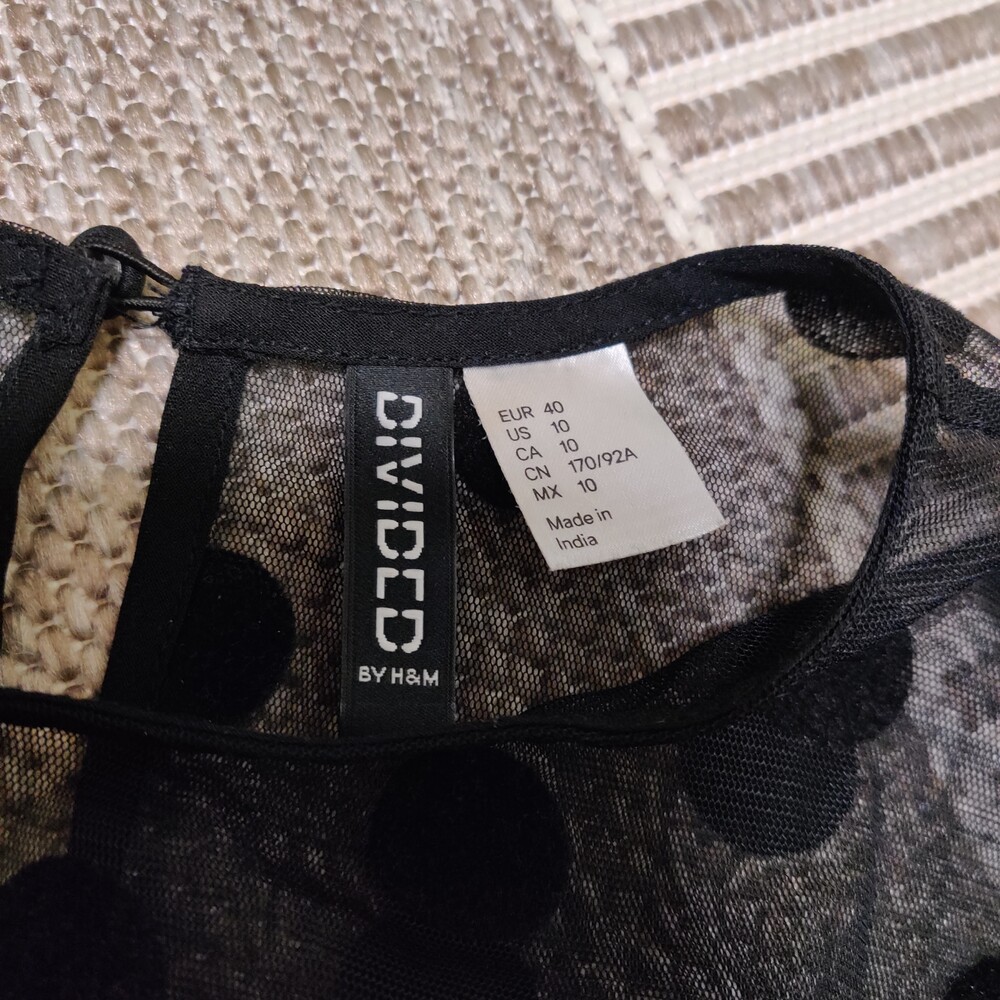 DIVIDED
BY H&M
EUR 40
US 10
CA 10
CN 170/92A
MX 10
Made in
India